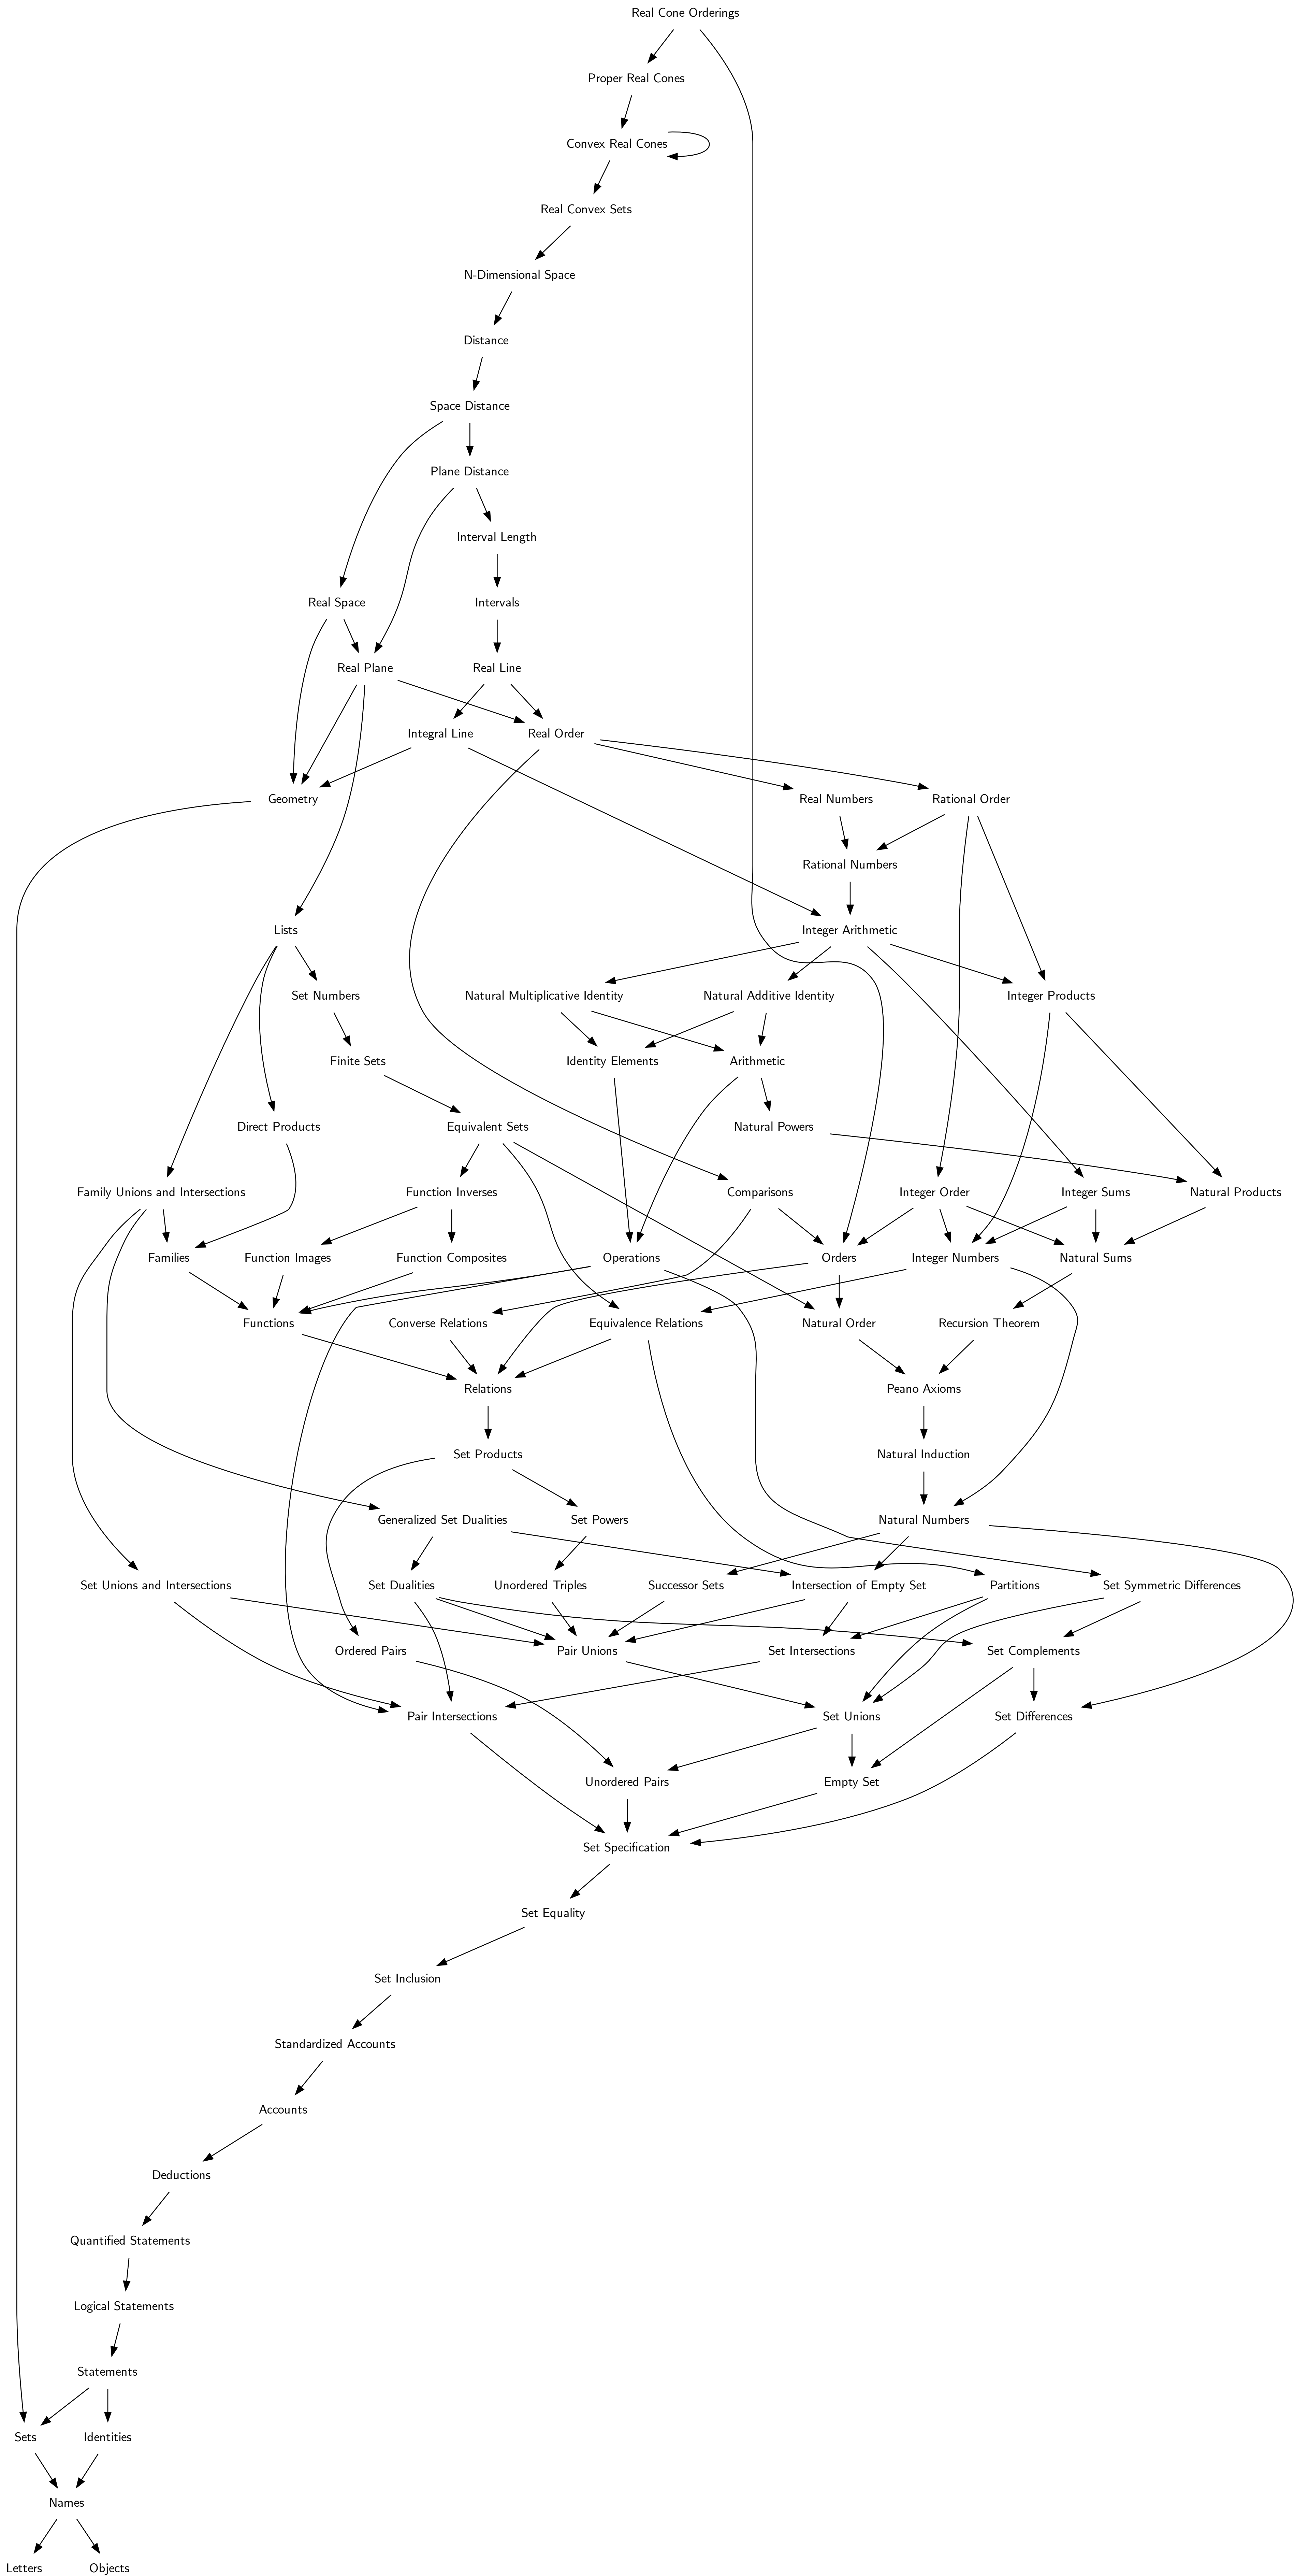 Real Cone Orderings
Proper Real Cones
Convex Real Cones
Real Convex Sets
N-Dimensional Space
Distance
Space Distance
Plane Distance
Interval Length
Real Space
Intervals
Real Plane
Real Line
Integral Line
Real Order
Geometry
Real Numbers
Rational Order
Rational Numbers
Lists
Integer Arithmetic
Set Numbers
Natural Multiplicative Identity
Natural Additive Identity
Integer Products
Finite Sets
Identity Elements
Arithmetic
Direct Products
Equivalent Sets
Natural Powers
Family Unions and Intersections
Function Inverses
Comparisons
Integer Order
Integer Sums
Natural Products
Families
Function Images
Function Composites
Operations
Orders
Integer Numbers
Natural Sums
Functions
Converse Relations
Equivalence Relations
Natural Order
Recursion Theorem
Relations
Peano Axioms
Set Products
Natural Induction
Generalized Set Dualities
Set Powers
Natural Numbers
Set Unions and Intersections
Set Dualities
Unordered Triples
Successor Sets
Intersection of Empty Set
Partitions
Set Symmetric Differences
Ordered Pairs
Pair Unions
Set Intersections
Set Complements
Pair Intersections
Set Unions
Set Differences
Unordered Pairs
Empty Set
Set Specification
Set Equality
Set Inclusion
Standardized Accounts
Accounts
Deductions
Quantified Statements
Logical Statements
Statements
Sets
Identities
Names
Letters
Objects